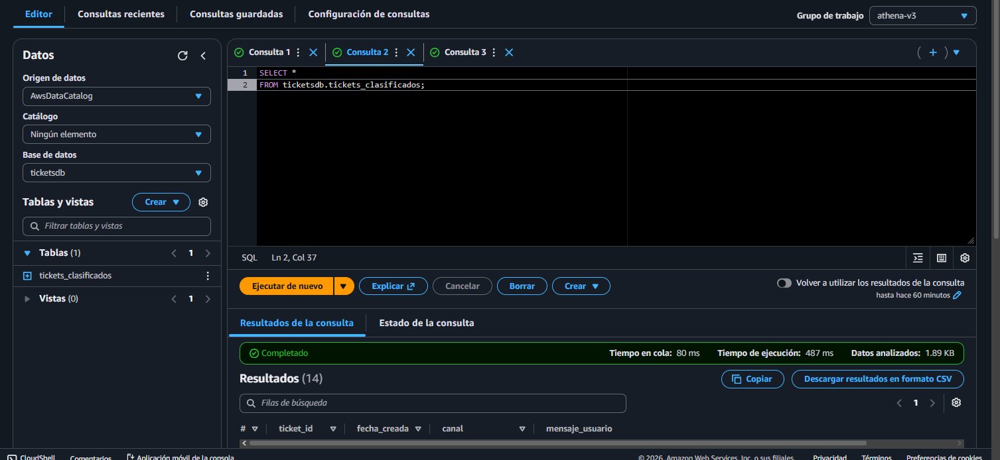 Editor
Consultas recientes
Consultas guardadas
Configuración de consultas
Grupo de trabajo
athena-v3
Datos
Origen de datos
AwsDataCatalog
Catálogo
Ningún elemento
Base de datos
ticketsdb
Tablas y vistas
Crear
Filtrar tablas y vistas
Tablas (1)
1
tickets_clasificados
Vistas (0)
1
Consulta 1
Consulta 2
Consulta 3
1 SELECT *
2 FROM ticketsdb.tickets_clasificados;
SQL
Ln 2, Col 37
Ejecutar de nuevo
Explicar
Cancelar
Borrar
Crear
Volver a utilizar los resultados de la consulta
hasta hace 60 minutos
Resultados de la consulta
Estado de la consulta
Completado
Tiempo en cola: 80 ms
Tiempo de ejecución: 487 ms
Datos analizados: 1.89 KB
Resultados (14)
Copiar
Descargar resultados en formato CSV
Filas de búsqueda
1
#
ticket_id
fecha_creada
canal
mensaje_usuario
CloudShell
Comentarios
Aplicación móvil de la consola
© 2026, Amazon Web Services, Inc. o sus filiales.
Privacidad
Términos
Preferencias de cookies